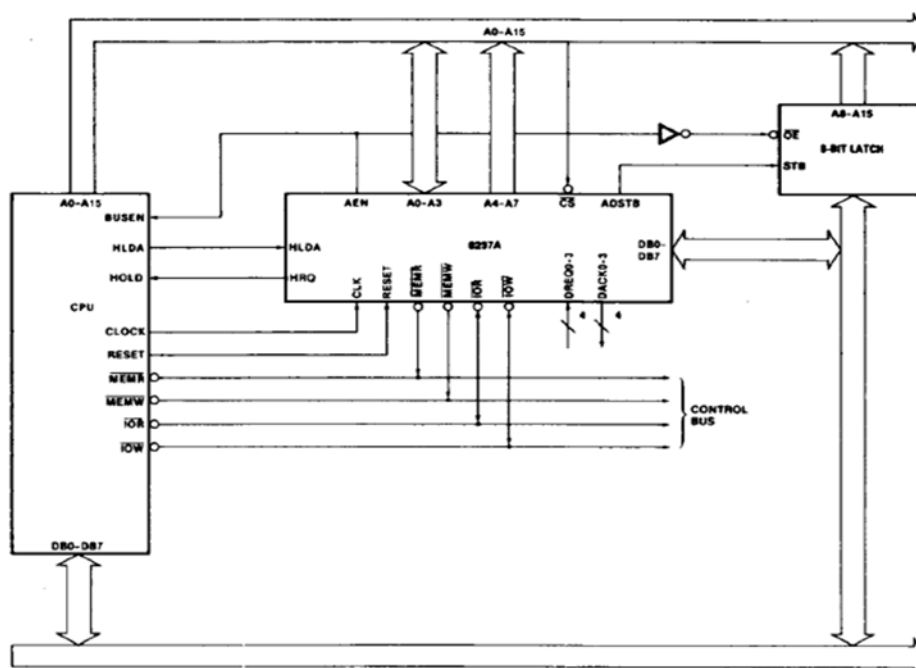 A0-A15
A8-A15
OE
8-BIT LATCH
STB
A0-A15
BUSEN
AEN
A0-A3
A4-A7
CS
ADSTB
HLDA
HLDA
8237A
DB0-
DB7
HOLD
HRQ
CLK
RESET
MEMR
MEMW
IOR
IOW
DREQ0-3
DACK0-3
CPU
4
4
CLOCK
RESET
MEMR
MEMW
CONTROL
BUS
IOR
IOW
DB0-DB7